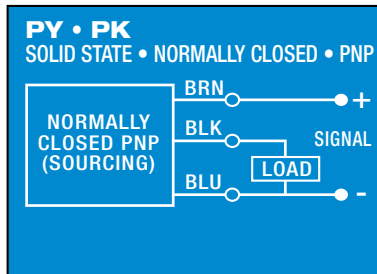 PY • PK
SOLID STATE • NORMALLY CLOSED • PNP
BRN
+
NORMALLY
CLOSED PNP
(SOURCING)
BLK
SIGNAL
LOAD
BLU
-